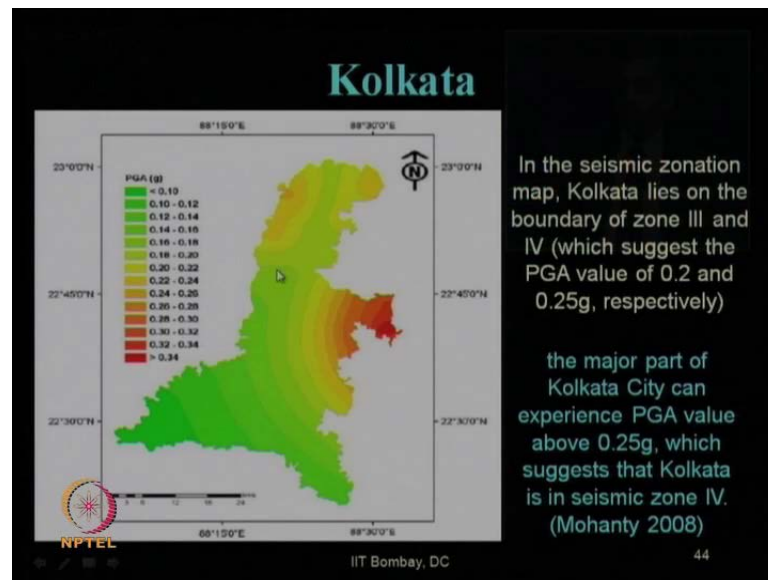 Kolkata
88°15'0"E
88°30'0"E
23°0'0"N
23°0'0"N
N
PGA (g)
< 0.10
0.10 - 0.12
0.12 - 0.14
0.14 - 0.16
0.16 - 0.18
0.18 - 0.20
0.20 - 0.22
0.22 - 0.24
0.24 - 0.26
0.26 - 0.28
0.28 - 0.30
0.30 - 0.32
0.32 - 0.34
> 0.34
22°45'0"N
22°45'0"N
22°30'0"N
22°30'0"N
88°15'0"E
88°30'0"E
In the seismic zonation
map, Kolkata lies on the
boundary of zone III and
IV (which suggest the
PGA value of 0.2 and
0.25g, respectively)
the major part of
Kolkata City can
experience PGA value
above 0.25g, which
suggests that Kolkata
is in seismic zone IV.
(Mohanty 2008)
NPTEL
IIT Bombay, DC
44